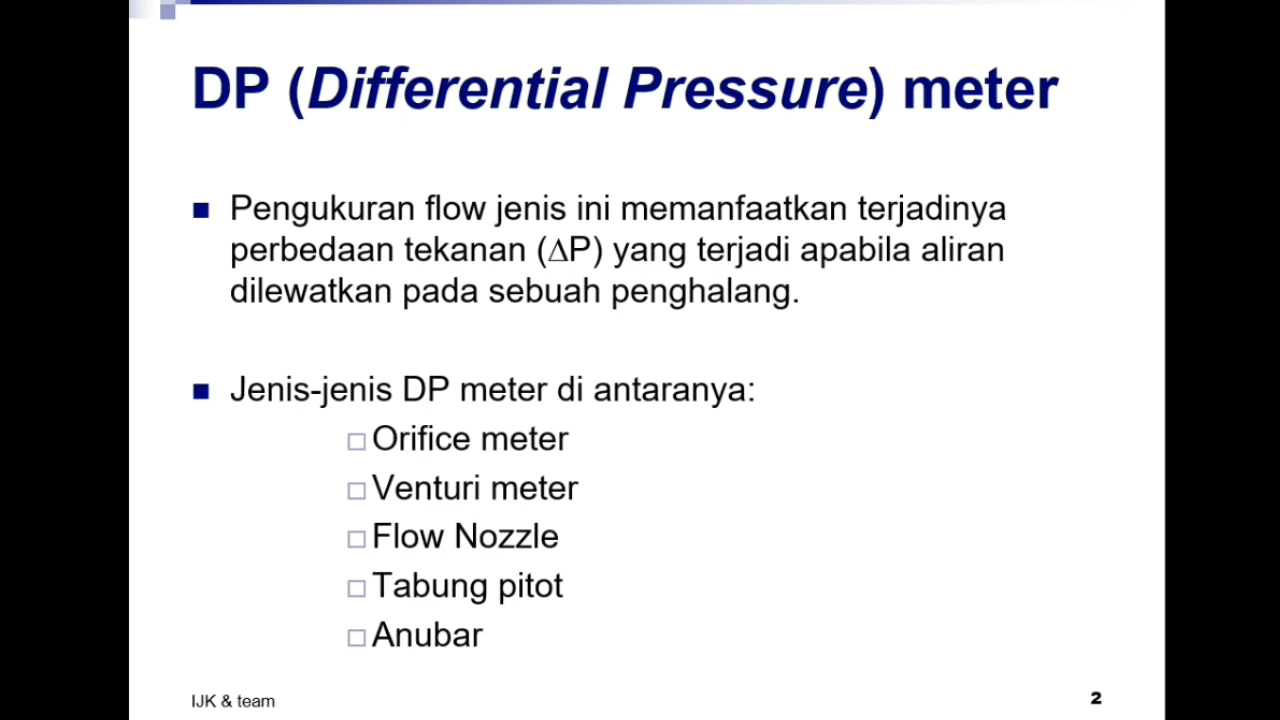 DP (Differential Pressure) meter
Pengukuran flow jenis ini memanfaatkan terjadinya
perbedaan tekanan (∆P) yang terjadi apabila aliran
dilewatkan pada sebuah penghalang.
Jenis-jenis DP meter di antaranya:
Orifice meter
Venturi meter
Flow Nozzle
Tabung pitot
Anubar
IJK & team
2